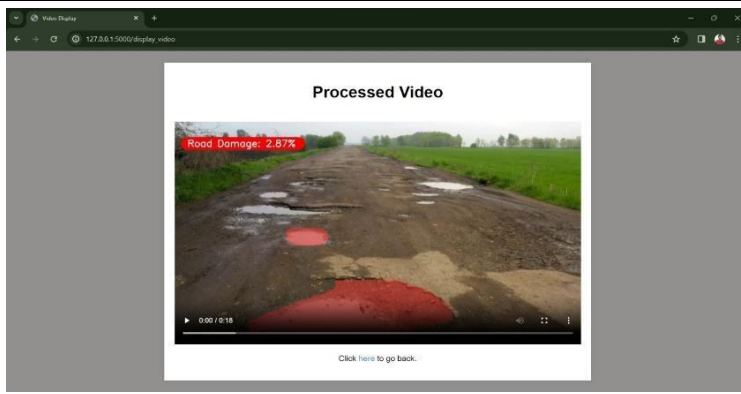 Video Display
127.0.0.1:5000/display_video
Processed Video
Road Damage: 2.87%
0:00 / 0:18
Click here to go back.